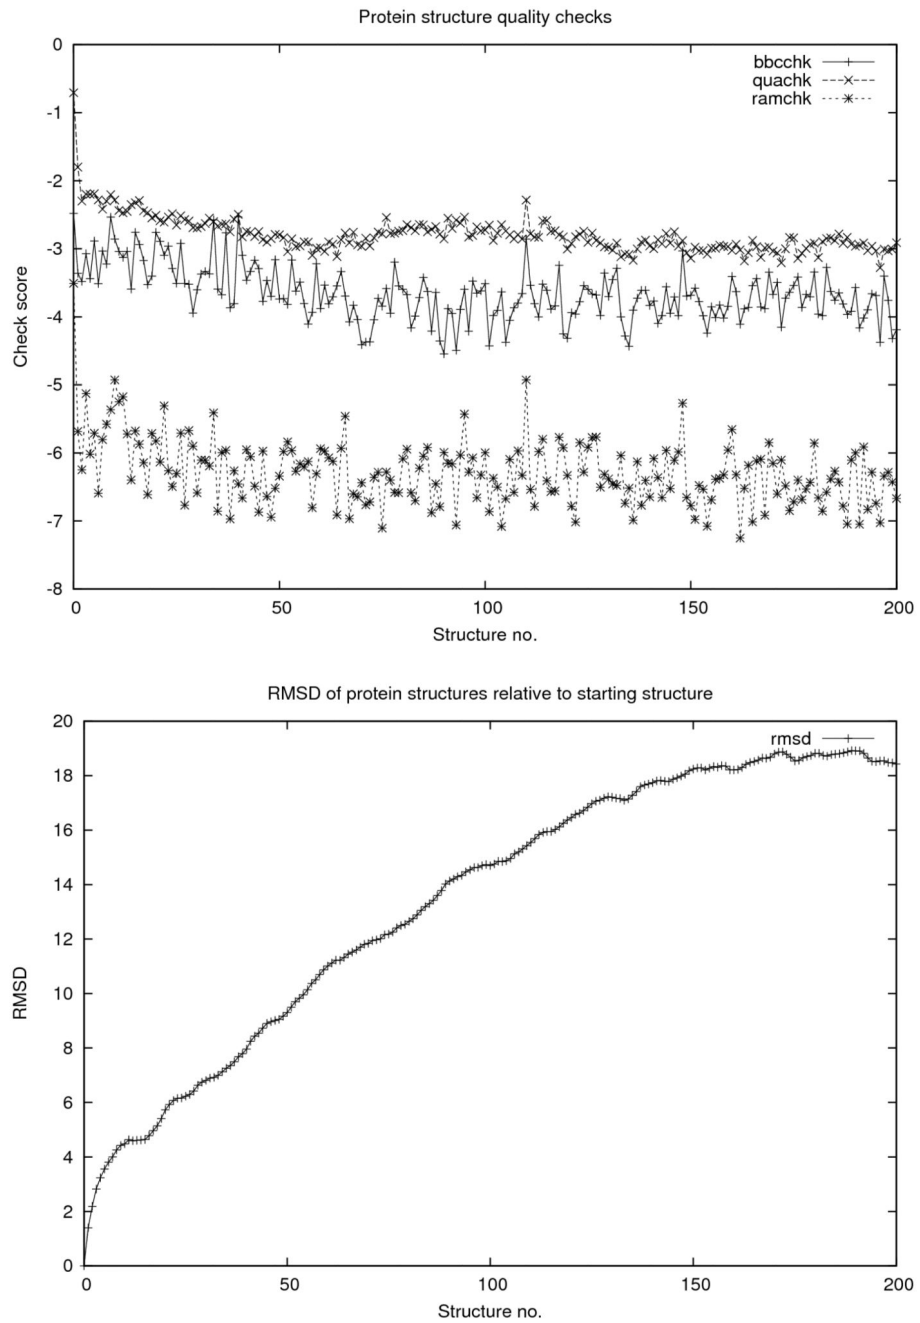 Protein structure quality checks
0
-1
-2
-3
-4
-5
-6
-7
-8
Check score
bbcchk
quachk
ramchk
0 50 100 150 200
Structure no.
RMSD of protein structures relative to starting structure
20
18
16
14
12
10
8
6
4
2
0
RMSD
rmsd
0 50 100 150 200
Structure no.